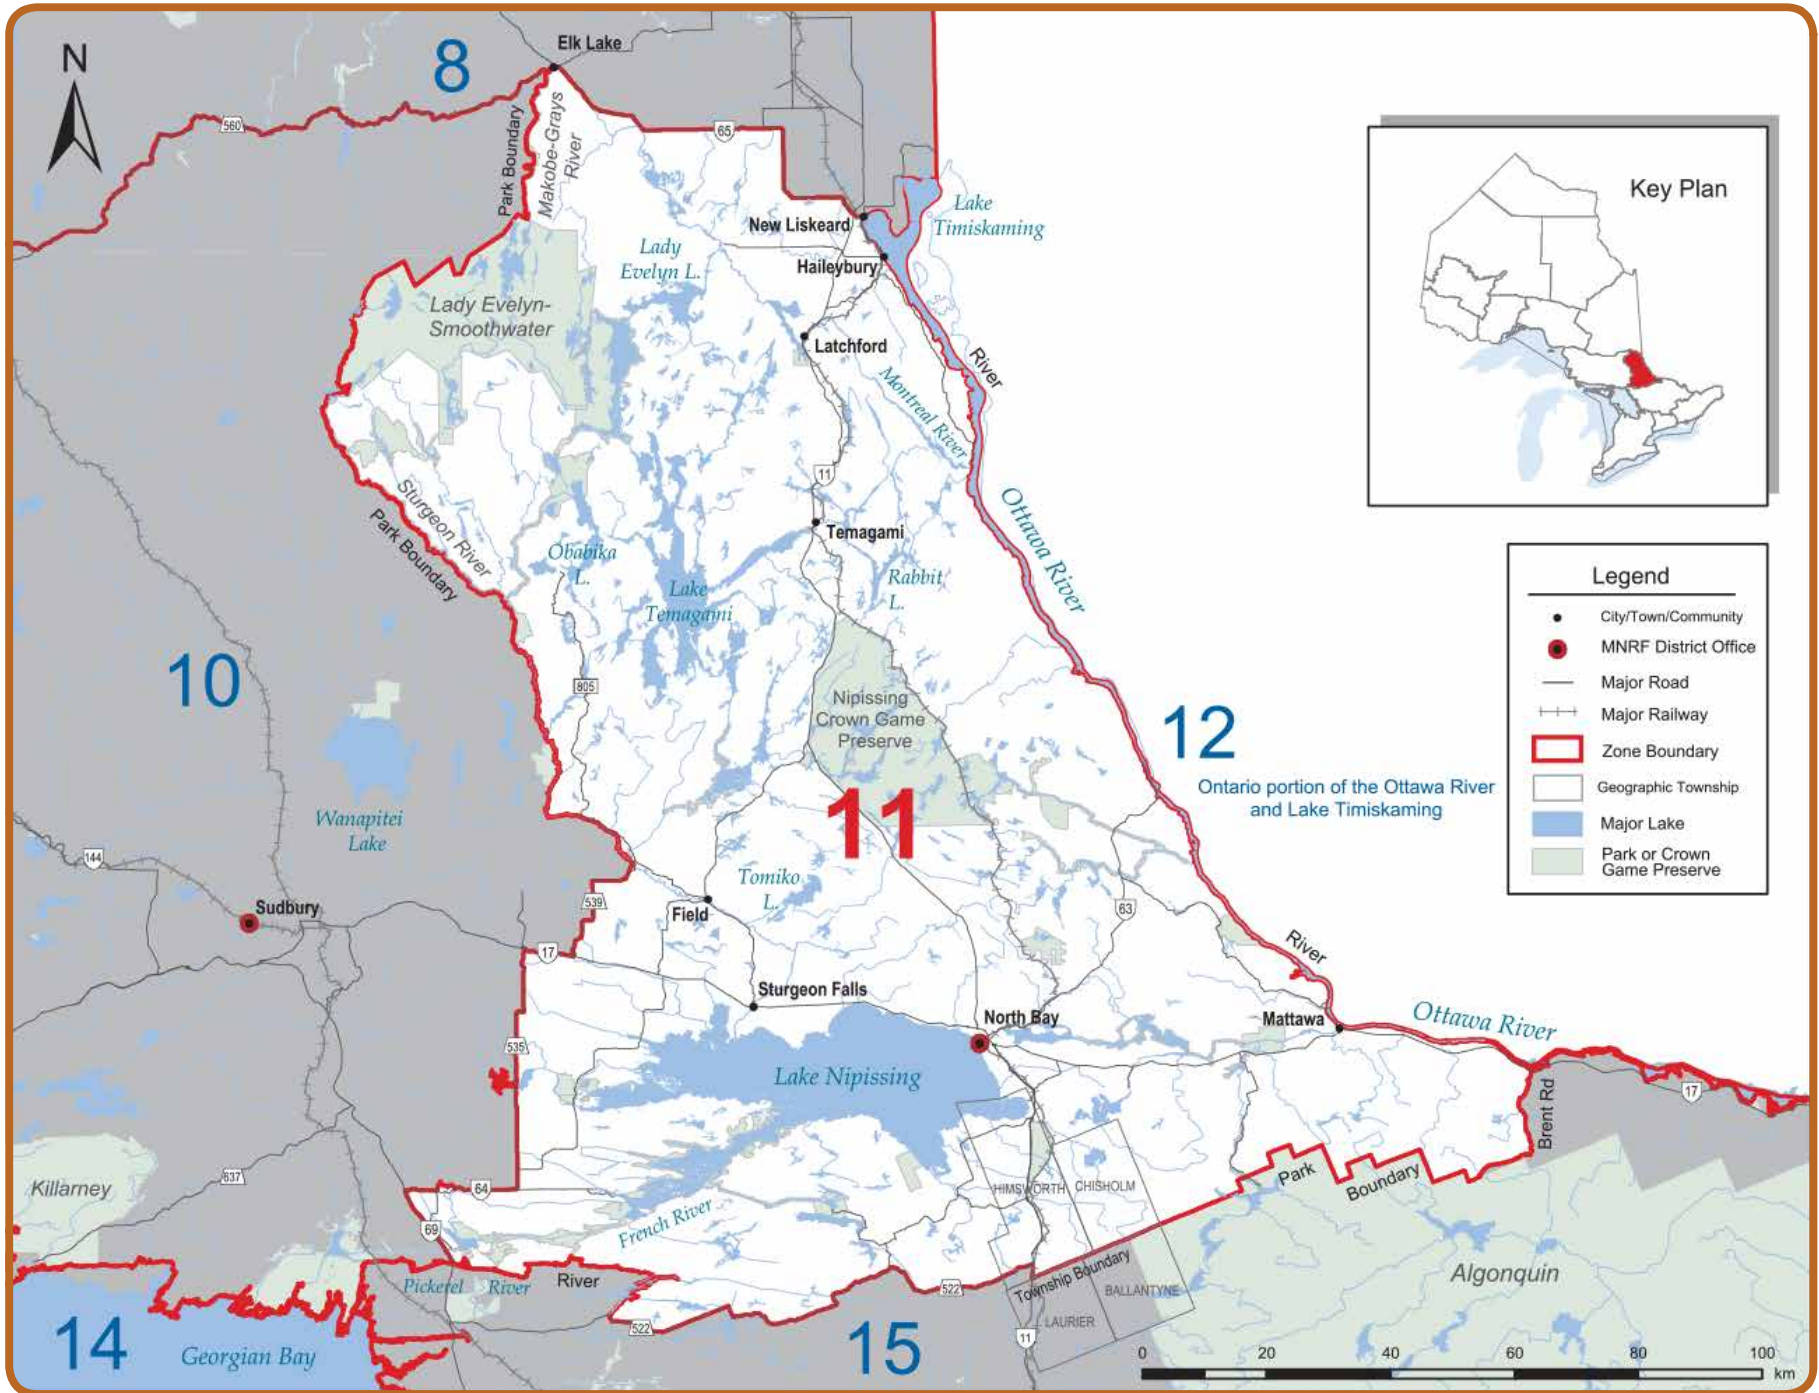 N
8
Elk Lake
560
65
Park Boundary
Makobe-Grays
River
Key Plan
New Liskeard
Lake
Timiskaming
Lady
Evelyn L.
Haileybury
Lady Evelyn-
Smoothwater
Latchford
River
Montreal River
11
Sturgeon River
Park Boundary
Ottawa River
Temagami
Obabika
L.
Rabbit
L.
Lake
Temagami
Legend
City/Town/Community
MNRF District Office
Major Road
Major Railway
Zone Boundary
Geographic Township
Major Lake
Park or Crown
Game Preserve
10
805
Nipissing
Crown Game
Preserve
12
Ontario portion of the Ottawa River
and Lake Timiskaming
11
Wanapitei
Lake
144
Tomiko
L.
539
Field
63
Sudbury
17
River
Sturgeon Falls
North Bay
Mattawa
Ottawa River
535
Lake Nipissing
17
Brent Rd
Killarney
637
64
HIMSWORTH
CHISHOLM
Park
Boundary
69
French River
Pickerel
River
River
522
Township Boundary
BALLANTYNE
Algonquin
522
LAURIER
11
14
Georgian Bay
15
0
20
40
60
80
100
km